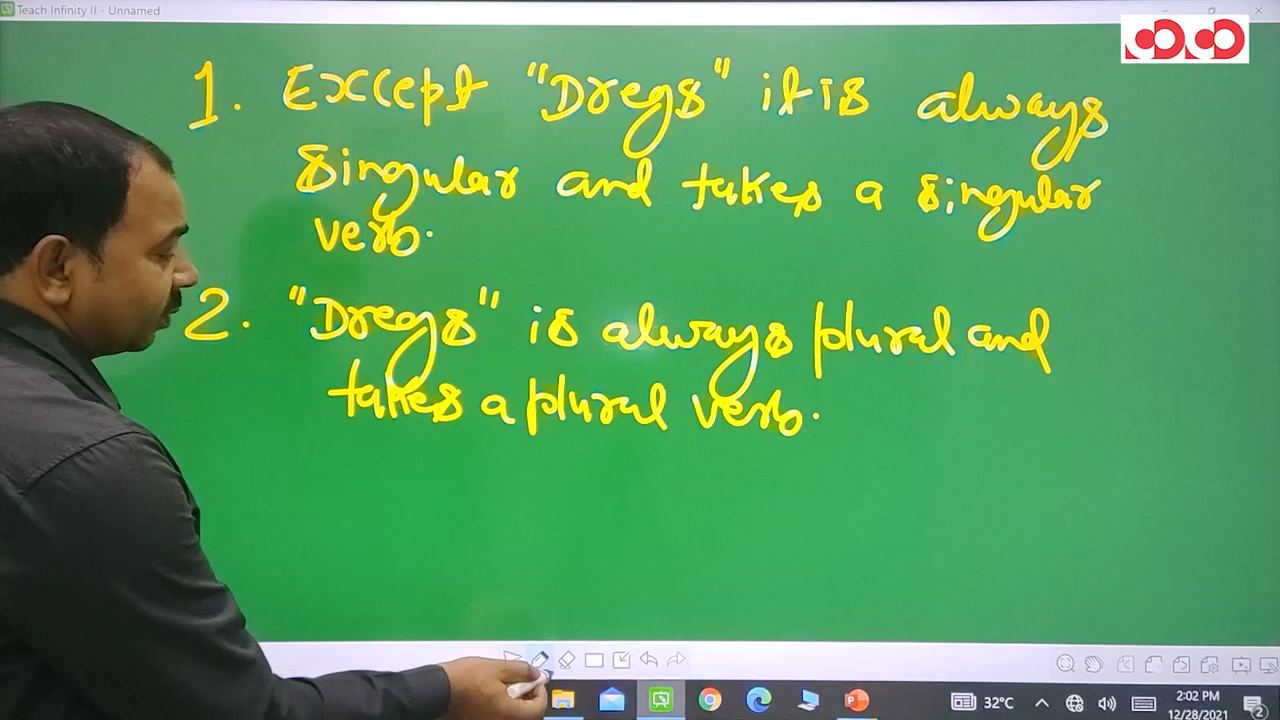 Teach Infinity II - Unnamed
1. Except "Dregs" it is always
singular and takes a singular
verb.
2. "Dregs" is always plural and
takes a plural verb.
32°C
2:02 PM
12/28/2021
2